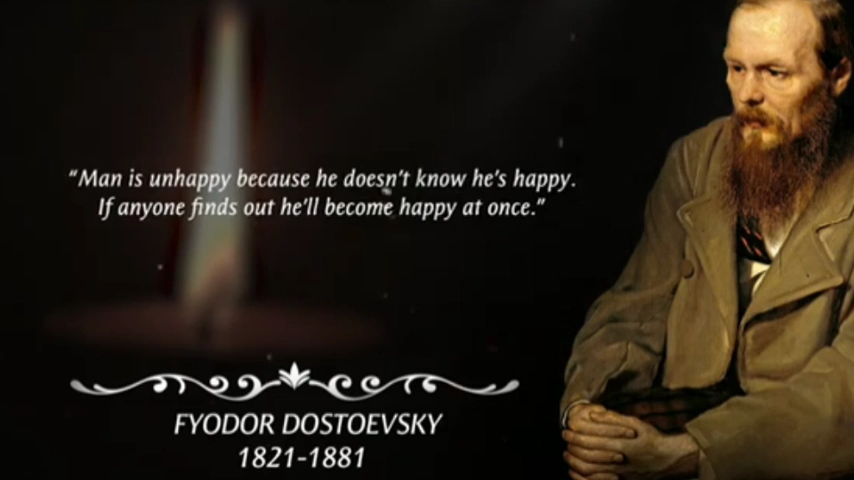 “Man is unhappy because he doesn't know he's happy.
If anyone finds out he'll become happy at once.”
FYODOR DOSTOEVSKY
1821-1881